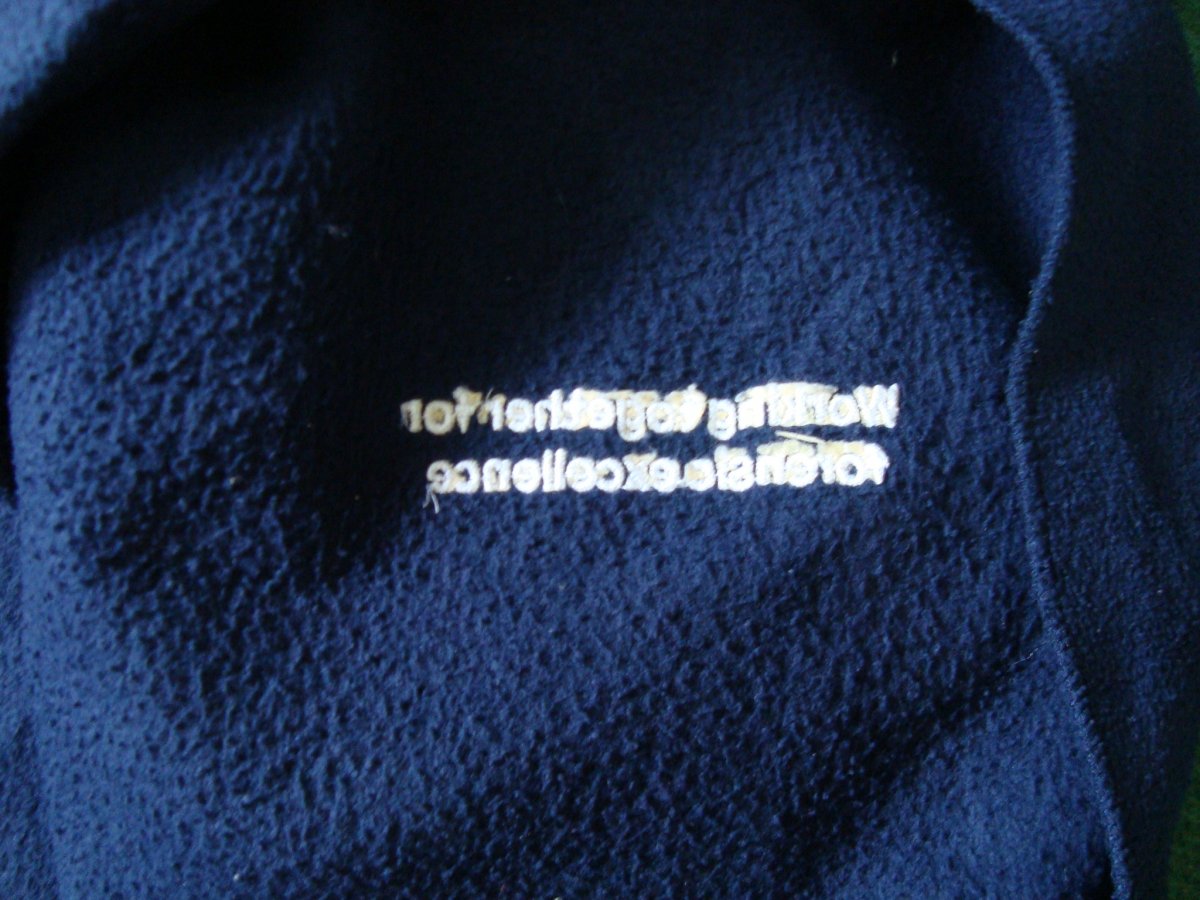 Working together for
forensic excellence